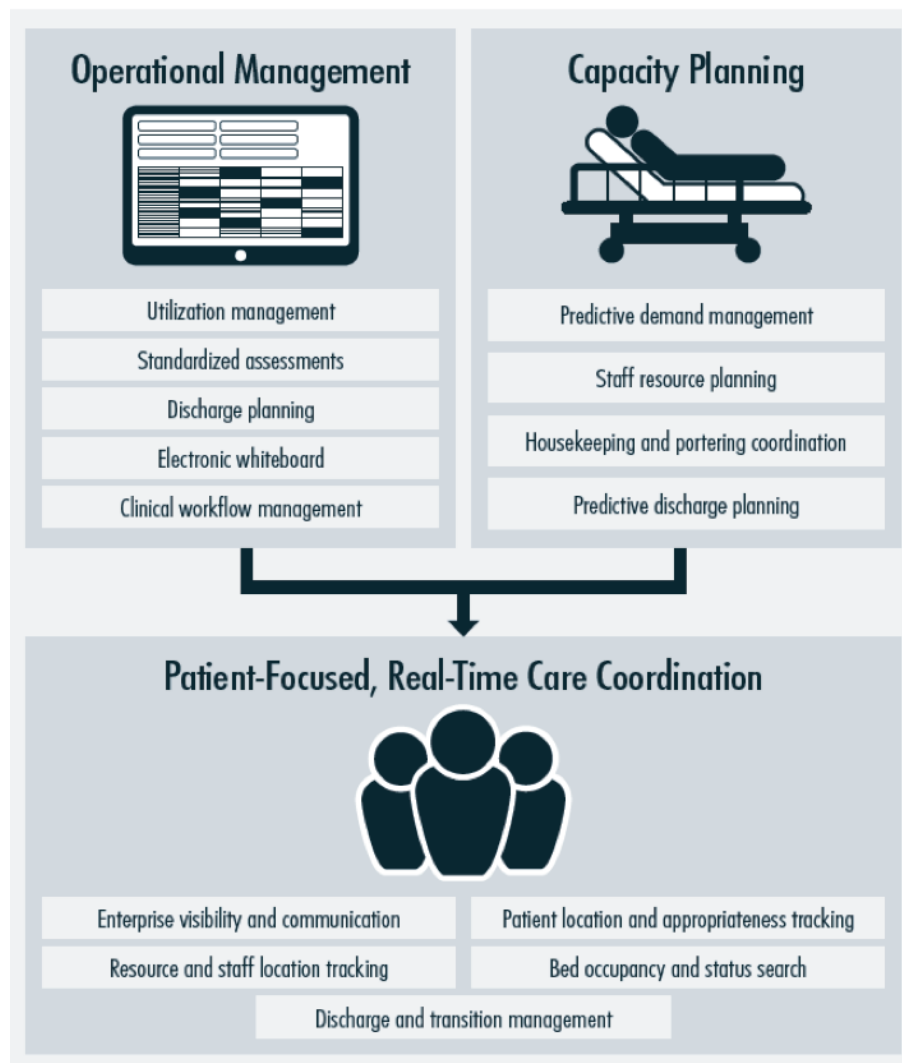 Operational Management
Utilization management
Standardized assessments
Discharge planning
Electronic whiteboard
Clinical workflow management
Capacity Planning
Predictive demand management
Staff resource planning
Housekeeping and portering coordination
Predictive discharge planning
Patient-Focused, Real-Time Care Coordination
Enterprise visibility and communication
Patient location and appropriateness tracking
Resource and staff location tracking
Bed occupancy and status search
Discharge and transition management